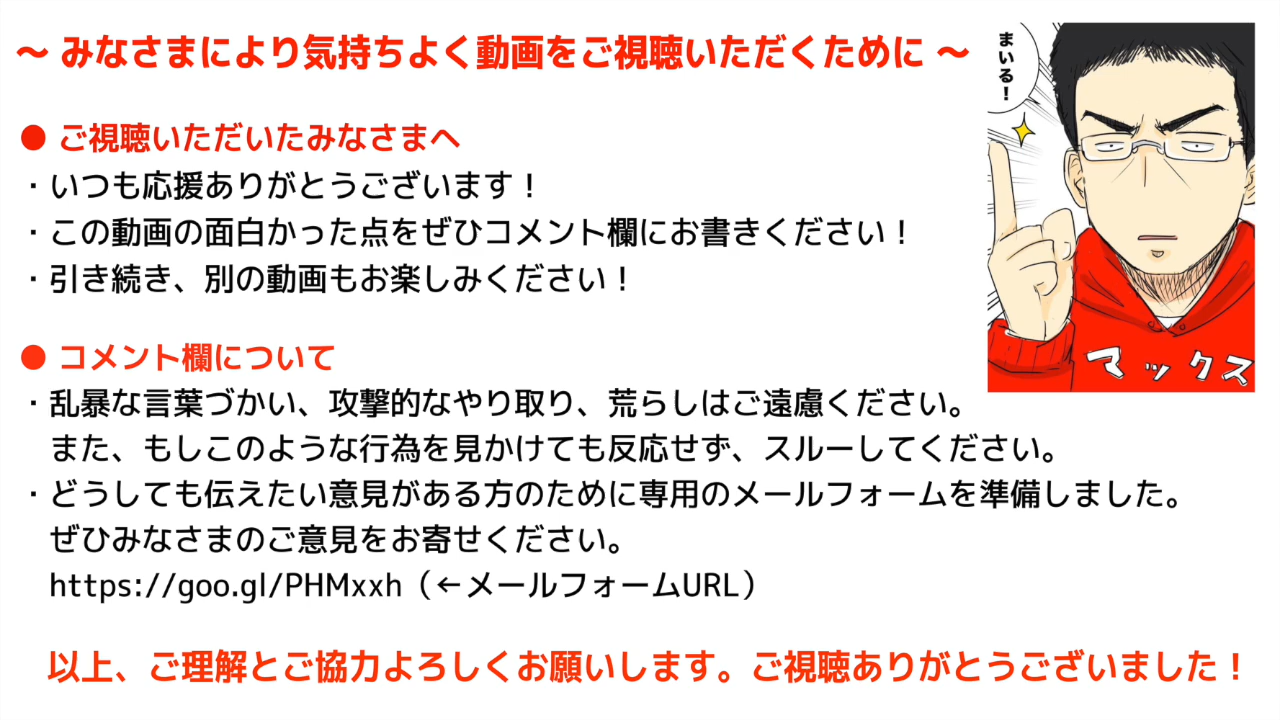 ～ みなさまにより気持ちよく動画をご視聴いただくために ～
まいる！
● ご視聴いただいたみなさまへ
・いつも応援ありがとうございます！
・この動画の面白かった点をぜひコメント欄にお書きください！
・引き続き、別の動画もお楽しみください！
マックス
● コメント欄について
・乱暴な言葉づかい、攻撃的なやり取り、荒らしはご遠慮ください。
また、もしこのような行為を見かけても反応せず、スルーしてください。
・どうしても伝えたい意見がある方のために専用のメールフォームを準備しました。
ぜひみなさまのご意見をお寄せください。
https://goo.gl/PHMxxh（←メールフォームURL）
以上、ご理解とご協力よろしくお願いします。ご視聴ありがとうございました！